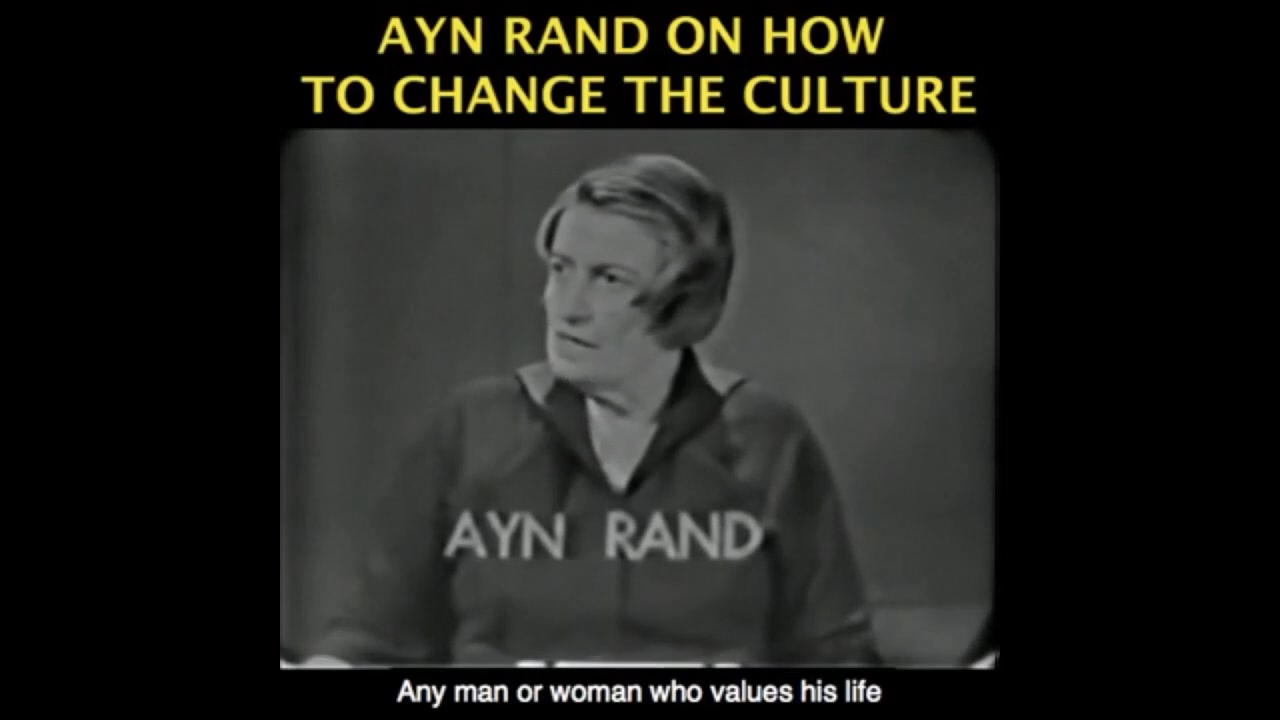 AYN RAND ON HOW
TO CHANGE THE CULTURE
AYN RAND
Any man or woman who values his life